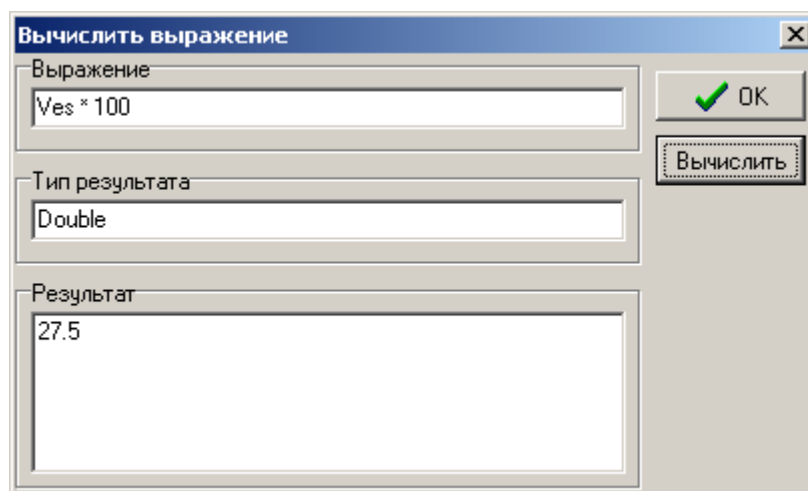 Вычислить выражение
Выражение
Ves * 100
OK
Вычислить
Тип результата
Double
Результат
27.5